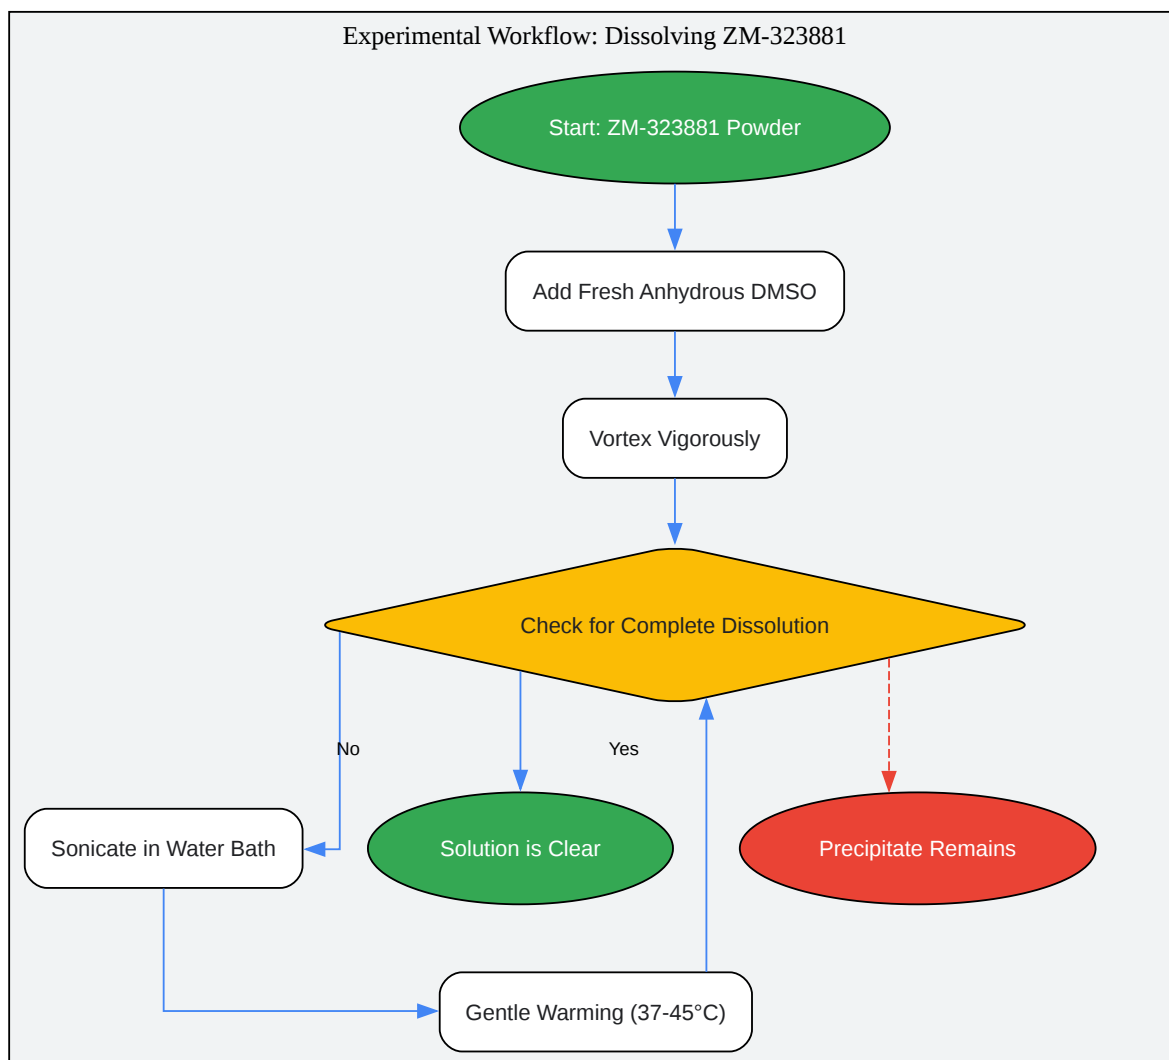 Experimental Workflow: Dissolving ZM-323881
Start: ZM-323881 Powder
Add Fresh Anhydrous DMSO
Vortex Vigorously
Check for Complete Dissolution
No
Yes
Sonicate in Water Bath
Solution is Clear
Precipitate Remains
Gentle Warming (37-45°C)